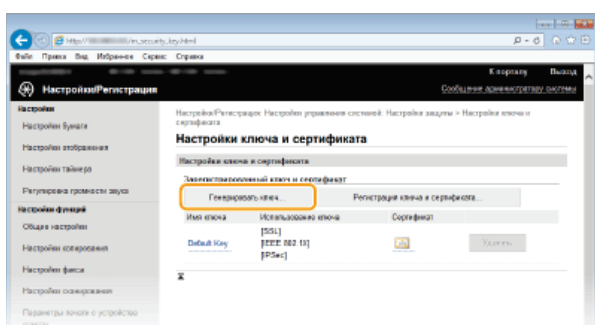 /m_security_key.html
Файл Правка Вид Избранное Сервис Справка
К порталу Выход
Настройки/Регистрация
Сообщение администратору системы
Настройки
Настройки бумаги
Настройки отображения
Настройки таймера
Регулировка громкости звука
Настройки функций
Общие настройки
Настройки копирования
Настройки факса
Настройки сканирования
Параметры печати с устройства
Настройки/Регистрация: Настройки управления системой: Настройки защиты > Настройки ключа и
сертификата
Настройки ключа и сертификата
Настройки ключа и сертификата
Зарегистрированный ключ и сертификат
Генерировать ключ... Регистрация ключа и сертификата...
Имя ключа Использование ключа Сертификат
[SSL]
Default Key [IEEE 802.1X] Удалить
[IPSec]